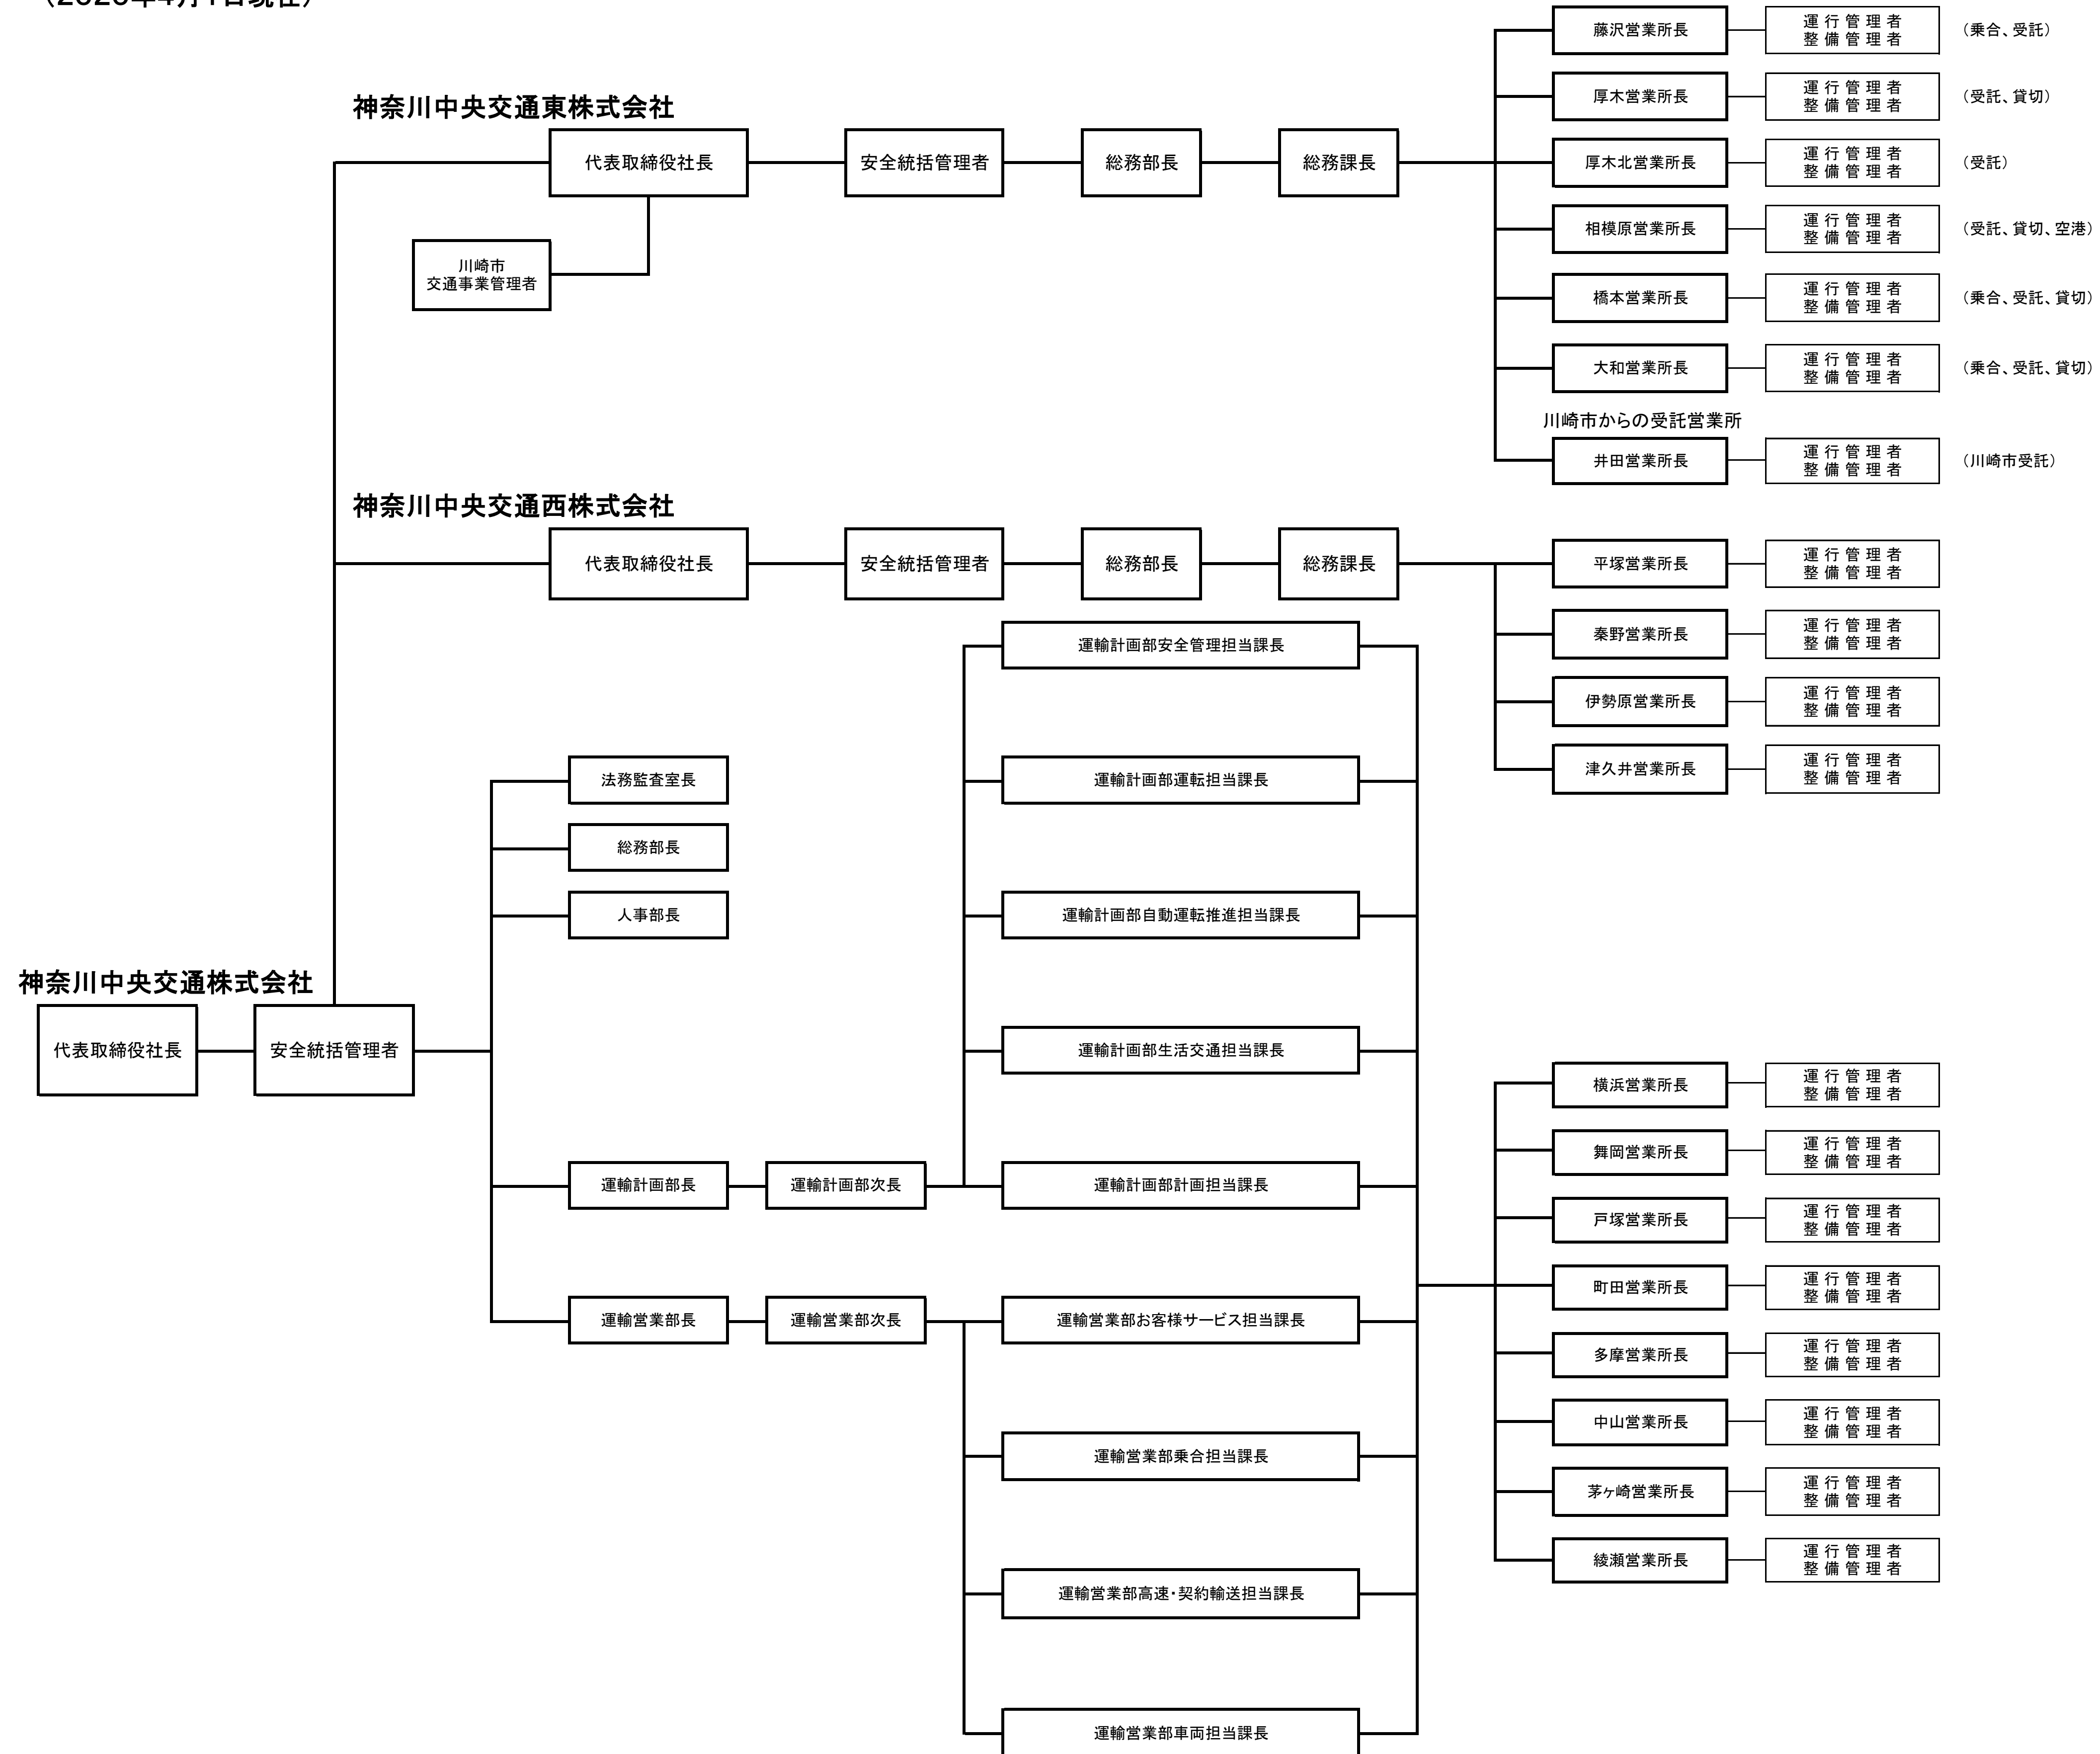 神奈川中央交通東株式会社
代表取締役社長
安全統括管理者
総務部長
総務課長
川崎市
交通事業管理者
藤沢営業所長
運行管理者
整備管理者
（乗合、受託）
厚木営業所長
運行管理者
整備管理者
（受託、貸切）
厚木北営業所長
運行管理者
整備管理者
（受託）
相模原営業所長
運行管理者
整備管理者
（受託、貸切、空港）
橋本営業所長
運行管理者
整備管理者
（乗合、受託、貸切）
大和営業所長
運行管理者
整備管理者
（乗合、受託、貸切）
川崎市からの受託営業所
井田営業所長
運行管理者
整備管理者
（川崎市受託）
神奈川中央交通西株式会社
代表取締役社長
安全統括管理者
総務部長
総務課長
平塚営業所長
運行管理者
整備管理者
秦野営業所長
運行管理者
整備管理者
伊勢原営業所長
運行管理者
整備管理者
津久井営業所長
運行管理者
整備管理者
神奈川中央交通株式会社
代表取締役社長
安全統括管理者
法務監査室長
総務部長
人事部長
運輸計画部長
運輸計画部次長
運輸計画部安全管理担当課長
運輸計画部運転担当課長
運輸計画部自動運転推進担当課長
運輸計画部生活交通担当課長
運輸計画部計画担当課長
運輸営業部長
運輸営業部次長
運輸営業部お客様サービス担当課長
運輸営業部乗合担当課長
運輸営業部高速・契約輸送担当課長
運輸営業部車両担当課長
横浜営業所長
運行管理者
整備管理者
舞岡営業所長
運行管理者
整備管理者
戸塚営業所長
運行管理者
整備管理者
町田営業所長
運行管理者
整備管理者
多摩営業所長
運行管理者
整備管理者
中山営業所長
運行管理者
整備管理者
茅ヶ崎営業所長
運行管理者
整備管理者
綾瀬営業所長
運行管理者
整備管理者